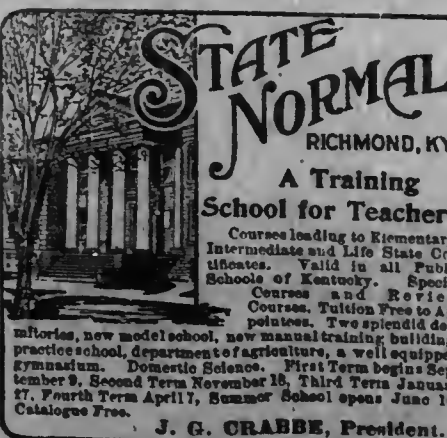 STATE
NORMAL
RICHMOND, KY
A Training
School for Teacher
Courses leading to Elementar
Intermediate and Life State Ce
tificates. Valid in all Publ
Schools of Kentucky. Speci
Courses and Revie
Courses. Tuition Free to A
pointees. Two splendid do
mitories, new model school, new manual training buildin
practice school, department of agriculture, a well equippe
gymnasium. Domestic Science. First Term begins Sep
tember 9, Second Term November 18, Third Term Janua
27, Fourth Term April 7, Summer School opens June 1
Catalogue Free.
J. G. CRABBE, President.